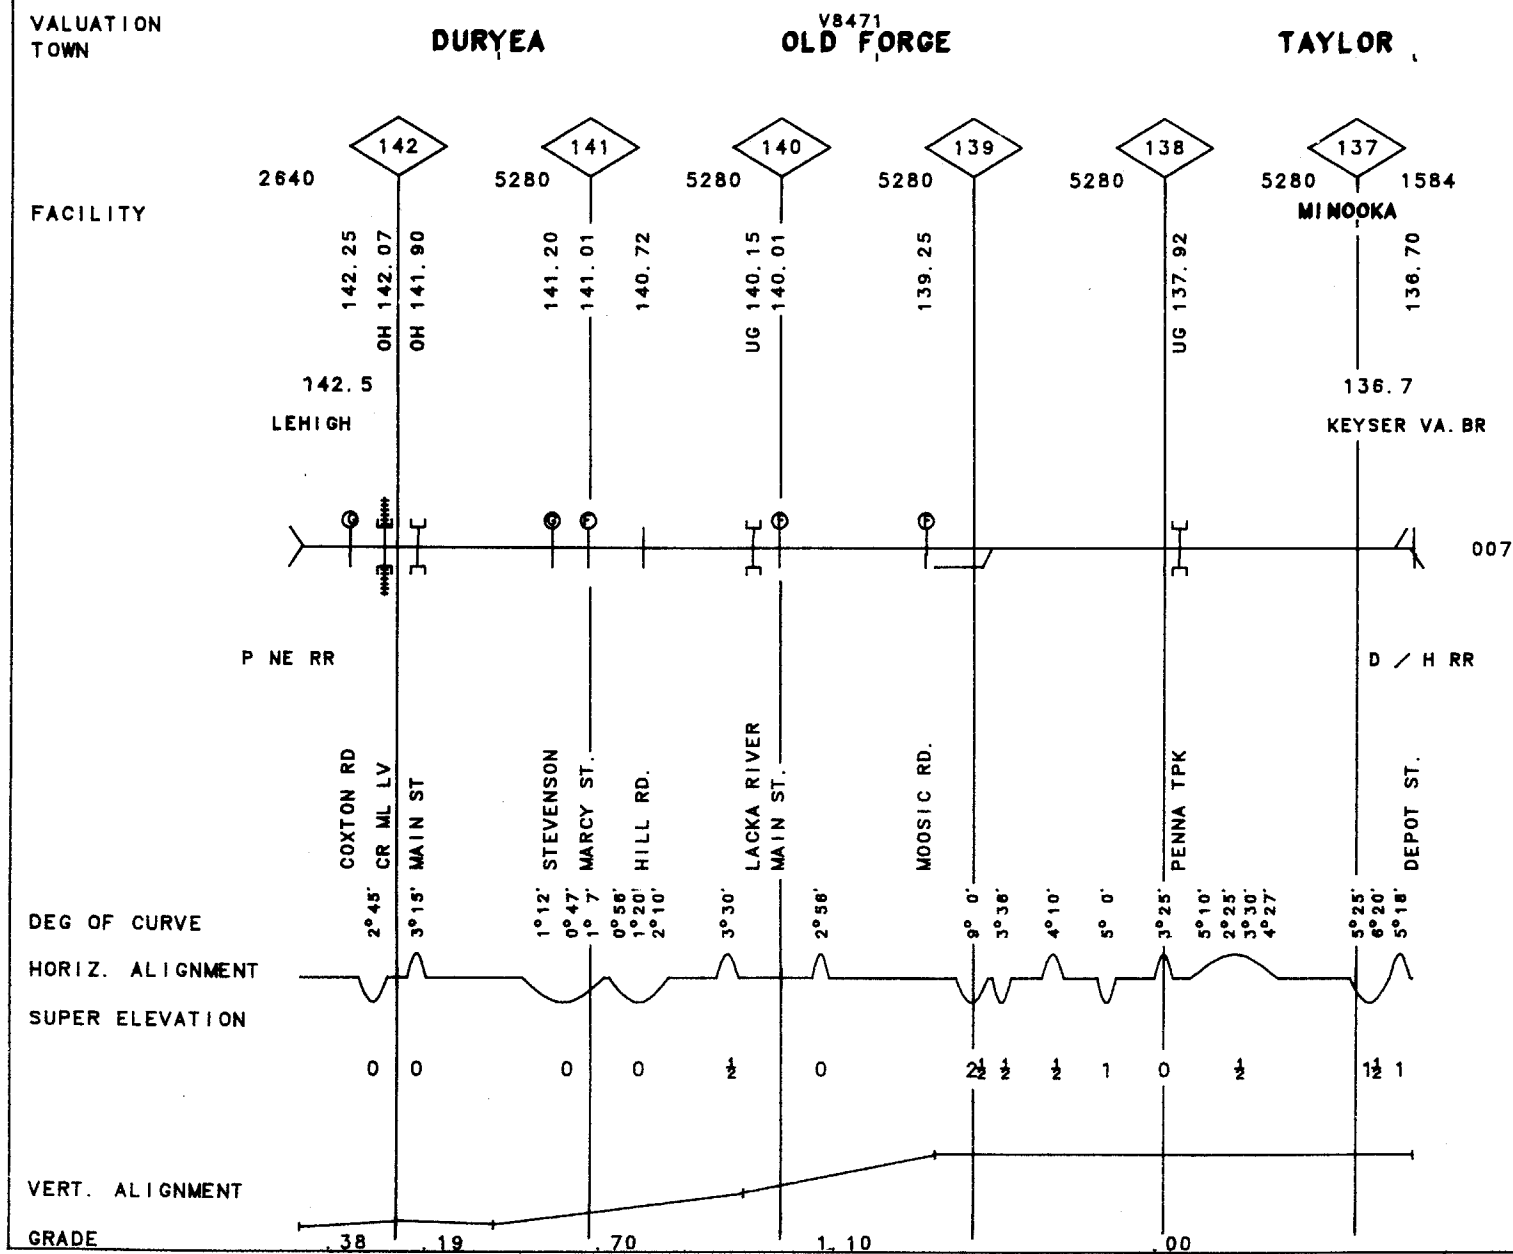 VALUATION
V8471
TOWN DURYEA OLD FORGE TAYLOR
142 141 140 139 138 137
2640 5280 5280 5280 5280 5280 1584
FACILITY MINOOKA
142.25
OH 142.07
OH 141.90
141.20
141.01
140.72
UG 140.15
140.01
139.25
UG 137.92
136.70
142.5 136.7
LEHIGH KEYSER VA. BR
G G F F F
007
P NE RR D / H RR
COXTON RD
CR ML LV
MAIN ST
STEVENSON
MARCY ST.
HILL RD.
LACKA RIVER
MAIN ST.
MOOSIC RD.
PENNA TPK
DEPOT ST.
DEG OF CURVE
2°45'
3°15'
1°12'
0°47'
1° 7'
0°56'
1°20'
2°10'
3°30'
2°56'
9° 0'
3°36'
4°10'
5° 0'
3°25'
5°10'
2°25'
3°30'
4°27'
5°25'
6°20'
5°18'
HORIZ. ALIGNMENT
SUPER ELEVATION
0 0 0 0 ½ 0 2½ ½ ½ 1 0 ½ 1½ 1
VERT. ALIGNMENT
GRADE .38 .19 .70 1.10 .00